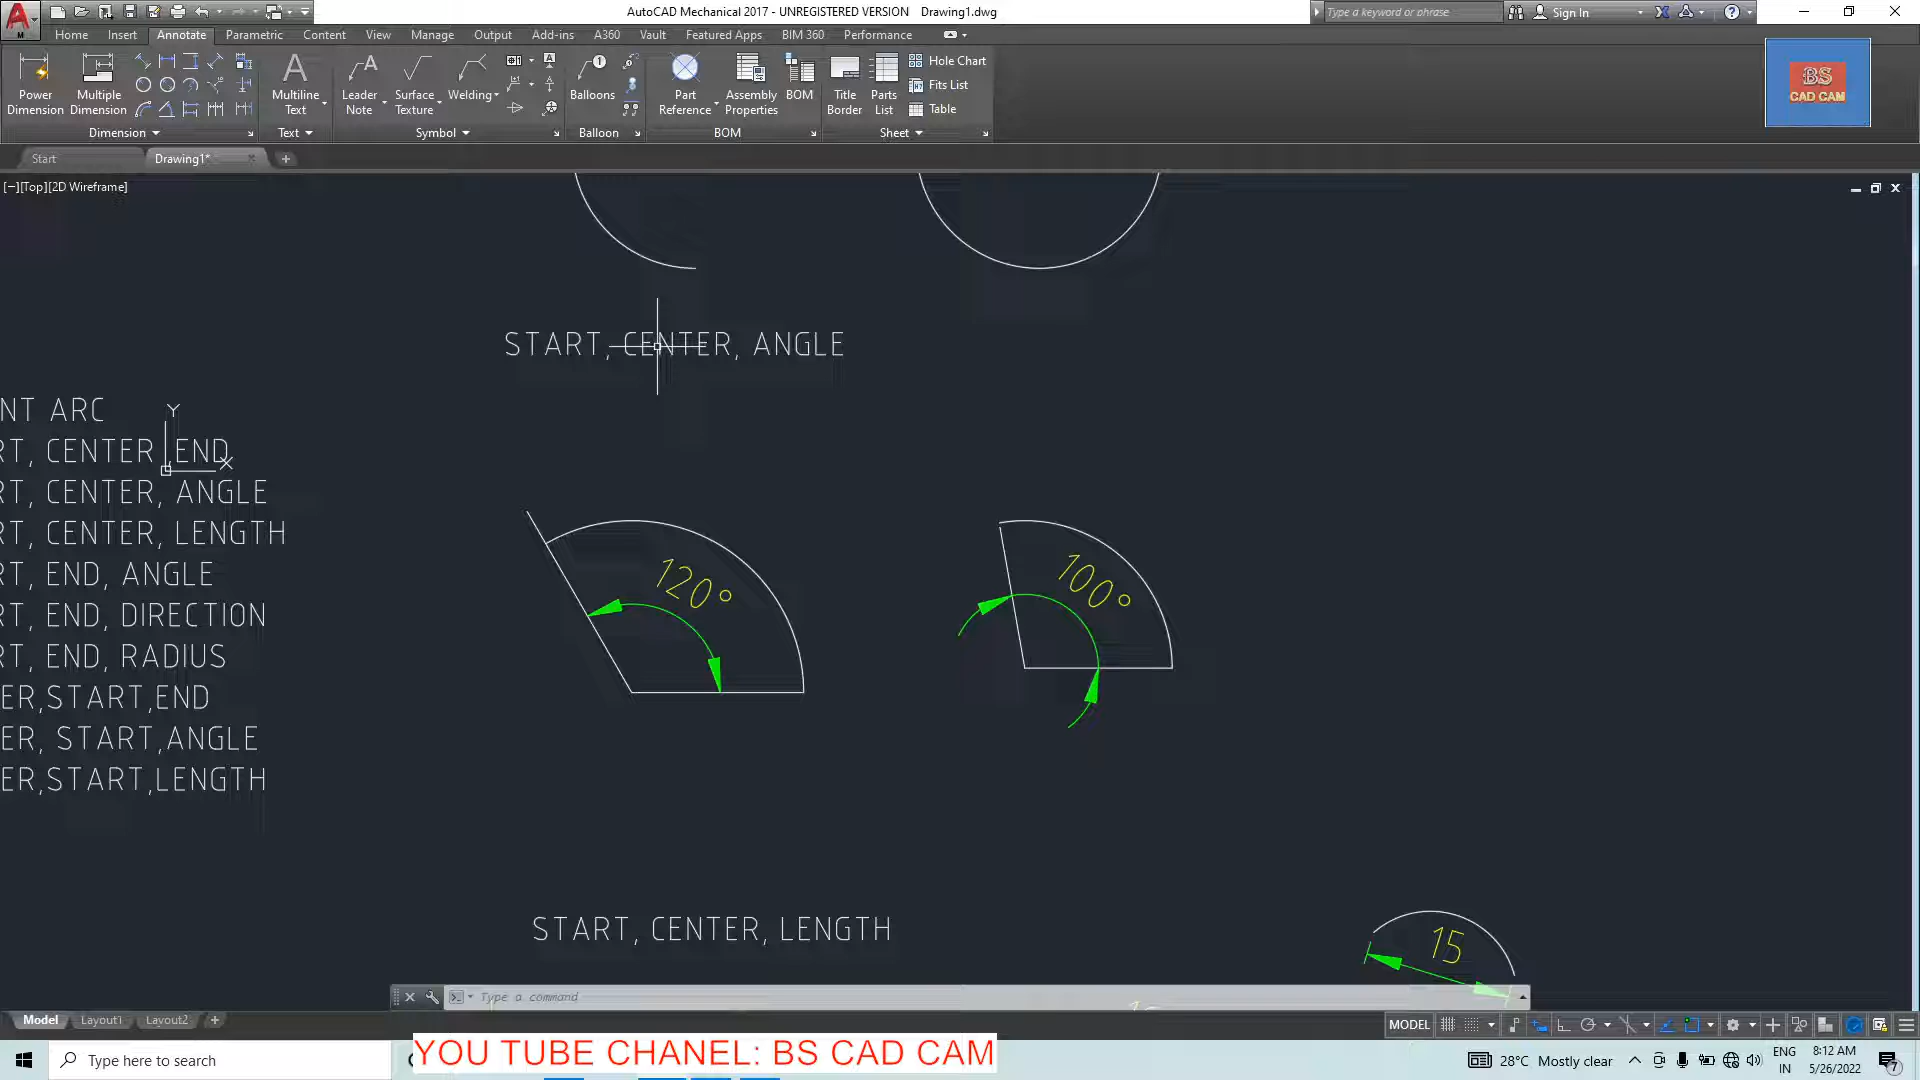 AutoCAD Mechanical 2017 - UNREGISTERED VERSION Drawing1.dwg
Type a keyword or phrase
Sign In
M
Home Insert Annotate Parametric Content View Manage Output Add-ins A360 Vault Featured Apps BIM 360 Performance
Power Dimension
Multiple Dimension
Multiline Text
Leader Note
Surface Texture
Welding
Balloons
Part Reference
Assembly Properties
BOM
Title Border
Parts List
Hole Chart
Fits List
Table
Dimension
Text
Symbol
Balloon
BOM
Sheet
BS
CAD CAM
Start
Drawing1*
[−][Top][2D Wireframe]
START, CENTER, ANGLE
NT ARC
Y
RT, CENTER ,END
X
RT, CENTER, ANGLE
RT, CENTER, LENGTH
RT, END, ANGLE
RT, END, DIRECTION
RT, END, RADIUS
ER,START,END
ER, START,ANGLE
ER,START,LENGTH
120°
100°
START, CENTER, LENGTH
15
Type a command
Model Layout1 Layout2
MODEL
Type here to search
YOU TUBE CHANEL: BS CAD CAM
28°C Mostly clear
ENG
IN
8:12 AM
5/26/2022
7